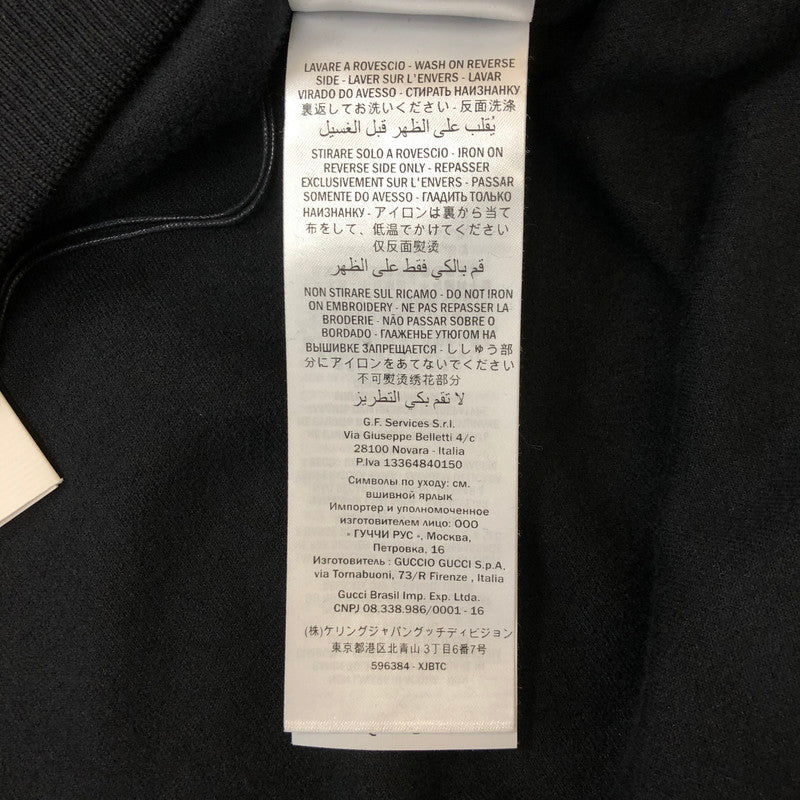 LAVARE A ROVESCIO - WASH ON REVERSE
SIDE - LAVER SUR L'ENVERS - LAVAR
VIRADO DO AVESSO - СТИРАТЬ НАИЗНАНКУ
裏返してお洗いください - 反面洗涤
يُقلب على الظهر قبل الغسيل
STIRARE SOLO A ROVESCIO - IRON ON
REVERSE SIDE ONLY - REPASSER
EXCLUSIVEMENT SUR L'ENVERS - PASSAR
SOMENTE DO AVESSO - ГЛАДИТЬ ТОЛЬКО
НАИЗНАНКУ - アイロンは裏から当て
布をして、低温でかけてください
仅反面熨烫
قم بالكي فقط على الظهر
NON STIRARE SUL RICAMO - DO NOT IRON
ON EMBROIDERY - NE PAS REPASSER LA
BRODERIE - NÃO PASSAR SOBRE O
BORDADO - ГЛАЖЕНЬЕ УТЮГОМ НА
ВЫШИВКЕ ЗАПРЕЩАЕТСЯ - ししゅう部
分にアイロンをあてないでください
不可熨烫绣花部分
لا تقم بكي التطريز
G.F. Services S.r.l.
Via Giuseppe Belletti 4/c
28100 Novara - Italia
P.Iva 13364840150
Символы по уходу: см.
вшивной ярлык
Импортер и уполномоченное
изготовителем лицо: ООО
« ГУЧЧИ РУС », Москва,
Петровка, 16
Изготовитель : GUCCIO GUCCI S.p.A.
via Tornabuoni, 73/R Firenze , Italia
Gucci Brasil Imp. Exp. Ltda.
CNPJ 08.338.986/0001 - 16
(株)ケリングジャパングッチディビジョン
東京都港区北青山 3丁目6番7号
596384 - XJBTC